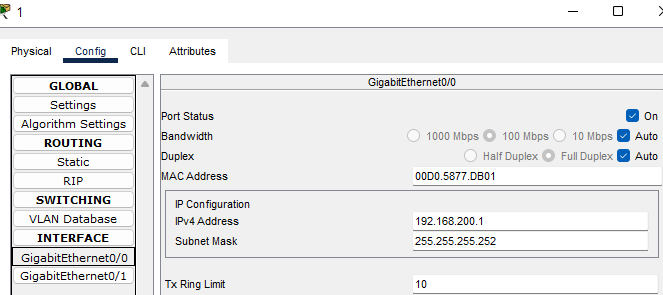 1
Physical Config CLI Attributes
GLOBAL
Settings
Algorithm Settings
ROUTING
Static
RIP
SWITCHING
VLAN Database
INTERFACE
GigabitEthernet0/0
GigabitEthernet0/1
GigabitEthernet0/0
Port Status On
Bandwidth 1000 Mbps 100 Mbps 10 Mbps Auto
Duplex Half Duplex Full Duplex Auto
MAC Address 00D0.5877.DB01
IP Configuration
IPv4 Address 192.168.200.1
Subnet Mask 255.255.255.252
Tx Ring Limit 10